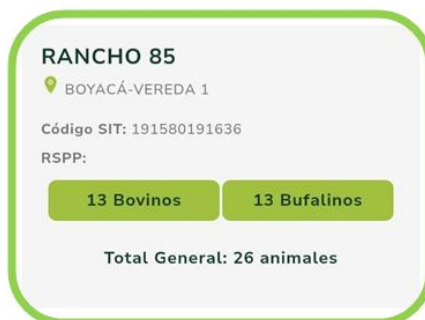 RANCHO 85
BOYACÁ-VEREDA 1
Código SIT: 191580191636
RSPP:
13 Bovinos 13 Bufalinos
Total General: 26 animales